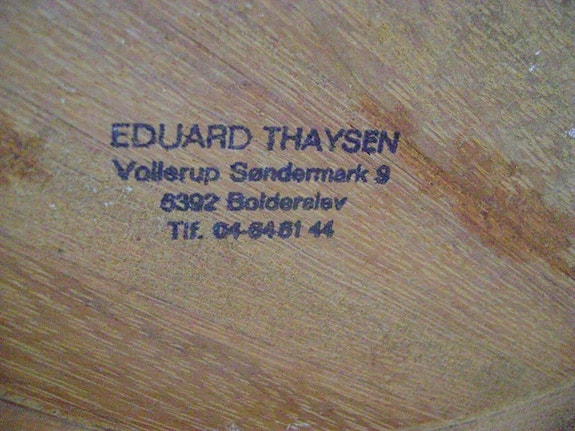 EDUARD THAYSEN
Vollerup Søndermark 9
6392 Bolderslev
Tlf. 04-64 61 44